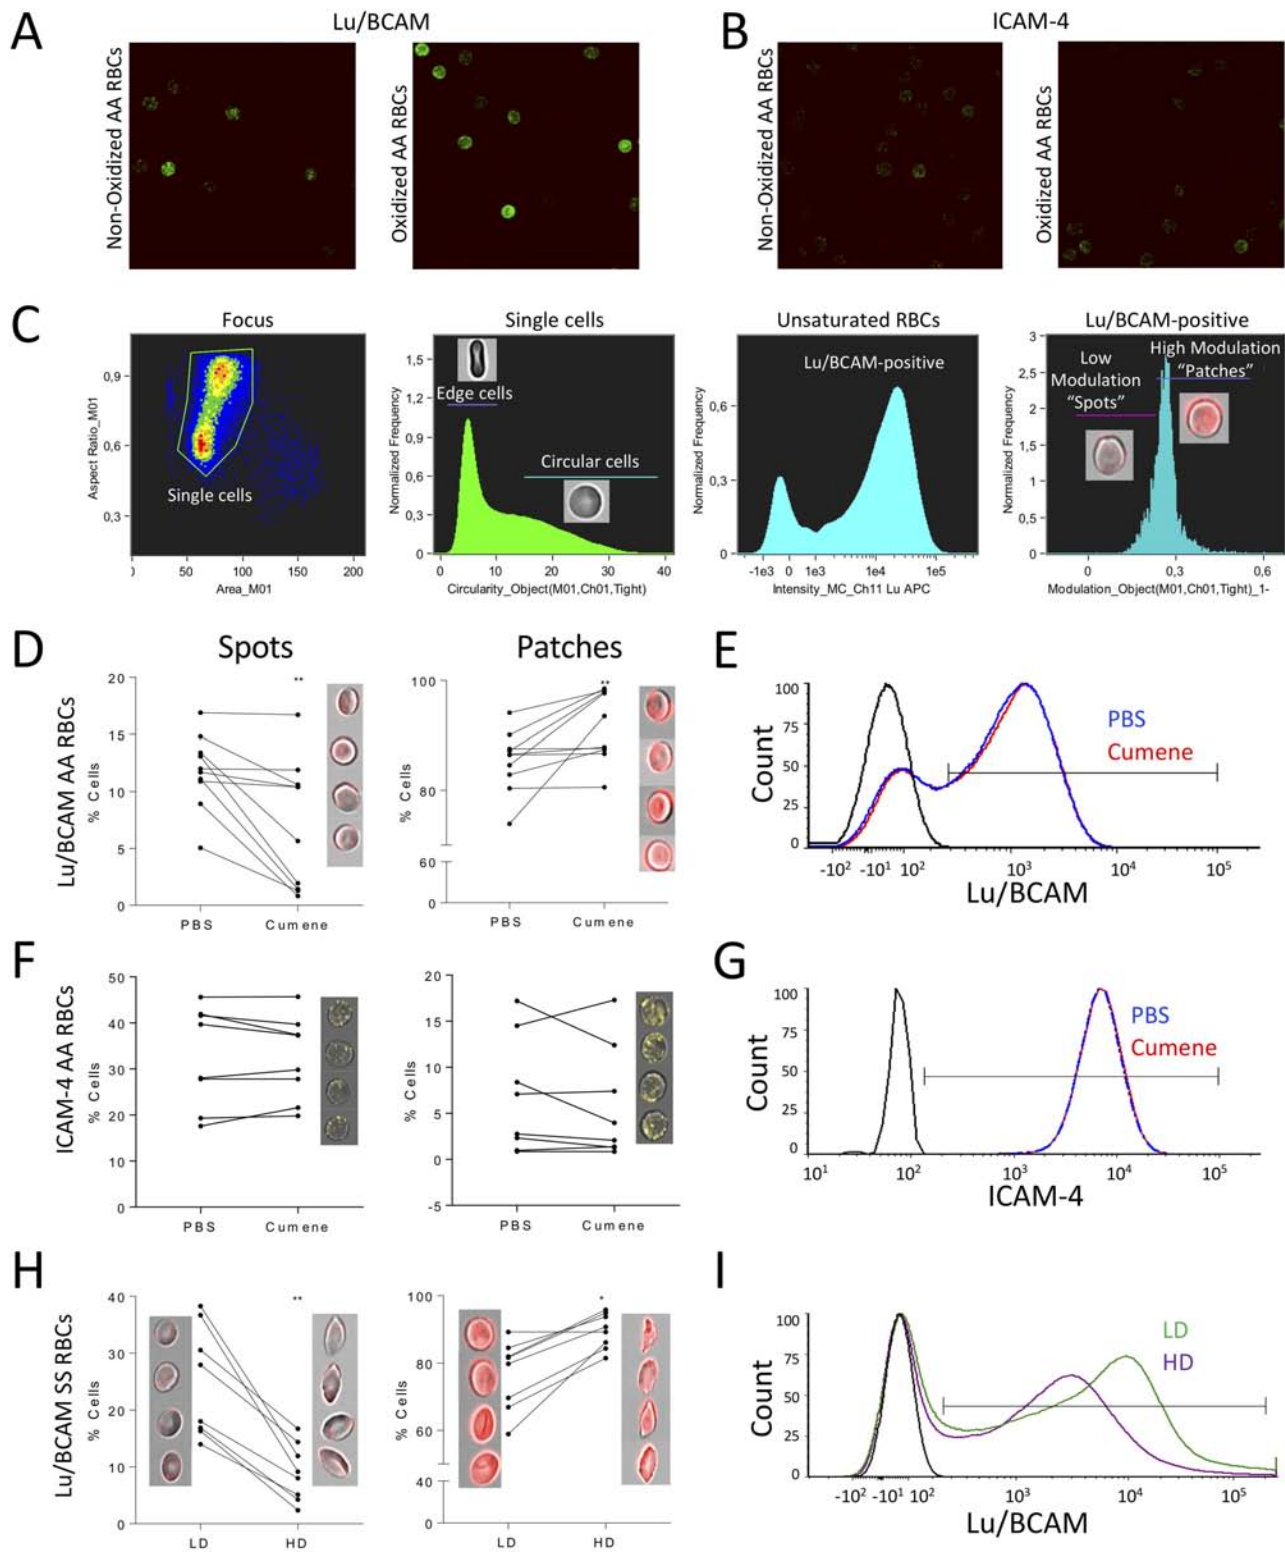 A
Lu/BCAM
Non-Oxidized AA RBCs
Oxidized AA RBCs
B
ICAM-4
Non-Oxidized AA RBCs
Oxidized AA RBCs
C
Focus
Aspect Ratio_M01
0,9
0,6
0,3
Single cells
0
50
100
150
200
Area_M01
Single cells
Normalized Frequency
1,5
1,2
0,9
0,6
0,3
0
Edge cells
Circular cells
0
10
20
30
40
Circularity_Object(M01,Ch01,Tight)
Unsaturated RBCs
Normalized Frequency
0,6
0,3
0
Lu/BCAM-positive
-1e3
0
1e3
1e4
1e5
Intensity_MC_Ch11 Lu APC
Lu/BCAM-positive
Normalized Frequency
3
2,5
2
1,5
1
0,5
0
Low
Modulation
“Spots”
High Modulation
“Patches”
0
0,3
0,6
Modulation_Object(M01,Ch01,Tight)_1-
D
Lu/BCAM AA RBCs
Spots
% Cells
20
15
10
5
0
**
PBS
Cumene
Patches
% Cells
100
80
60
0
**
PBS
Cumene
E
Count
100
75
50
25
0
PBS
Cumene
-10²
-10¹
10²
10³
10⁴
10⁵
Lu/BCAM
F
ICAM-4 AA RBCs
% Cells
50
40
30
20
10
0
PBS
Cumene
% Cells
20
15
10
5
0
-5
PBS
Cumene
G
Count
100
75
50
25
0
PBS
Cumene
10¹
10²
10³
10⁴
10⁵
ICAM-4
H
Lu/BCAM SS RBCs
% Cells
40
30
20
10
0
**
LD
HD
% Cells
100
80
60
40
0
*
LD
HD
I
Count
100
75
50
25
0
LD
HD
-10²
-10¹
10²
10³
10⁴
10⁵
Lu/BCAM